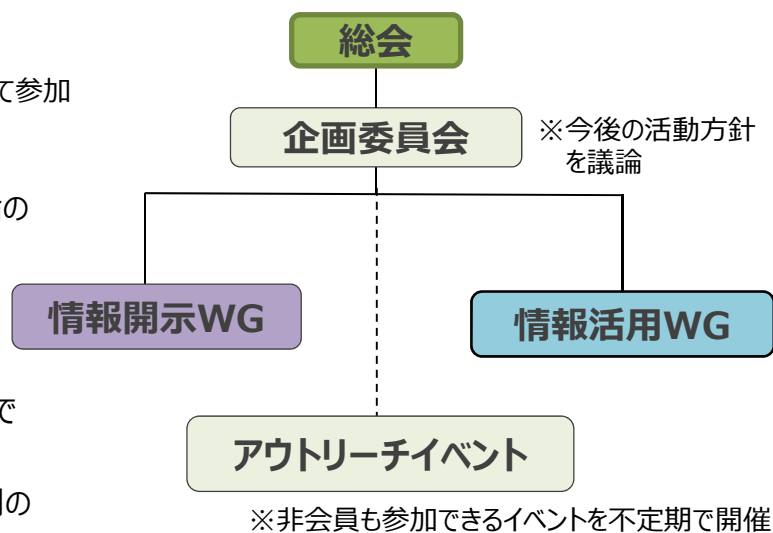 総会
て参加
企画委員会
※今後の活動方針
を議論
の
情報開示WG
情報活用WG
で
アウトリーチイベント
の
※非会員も参加できるイベントを不定期で開催